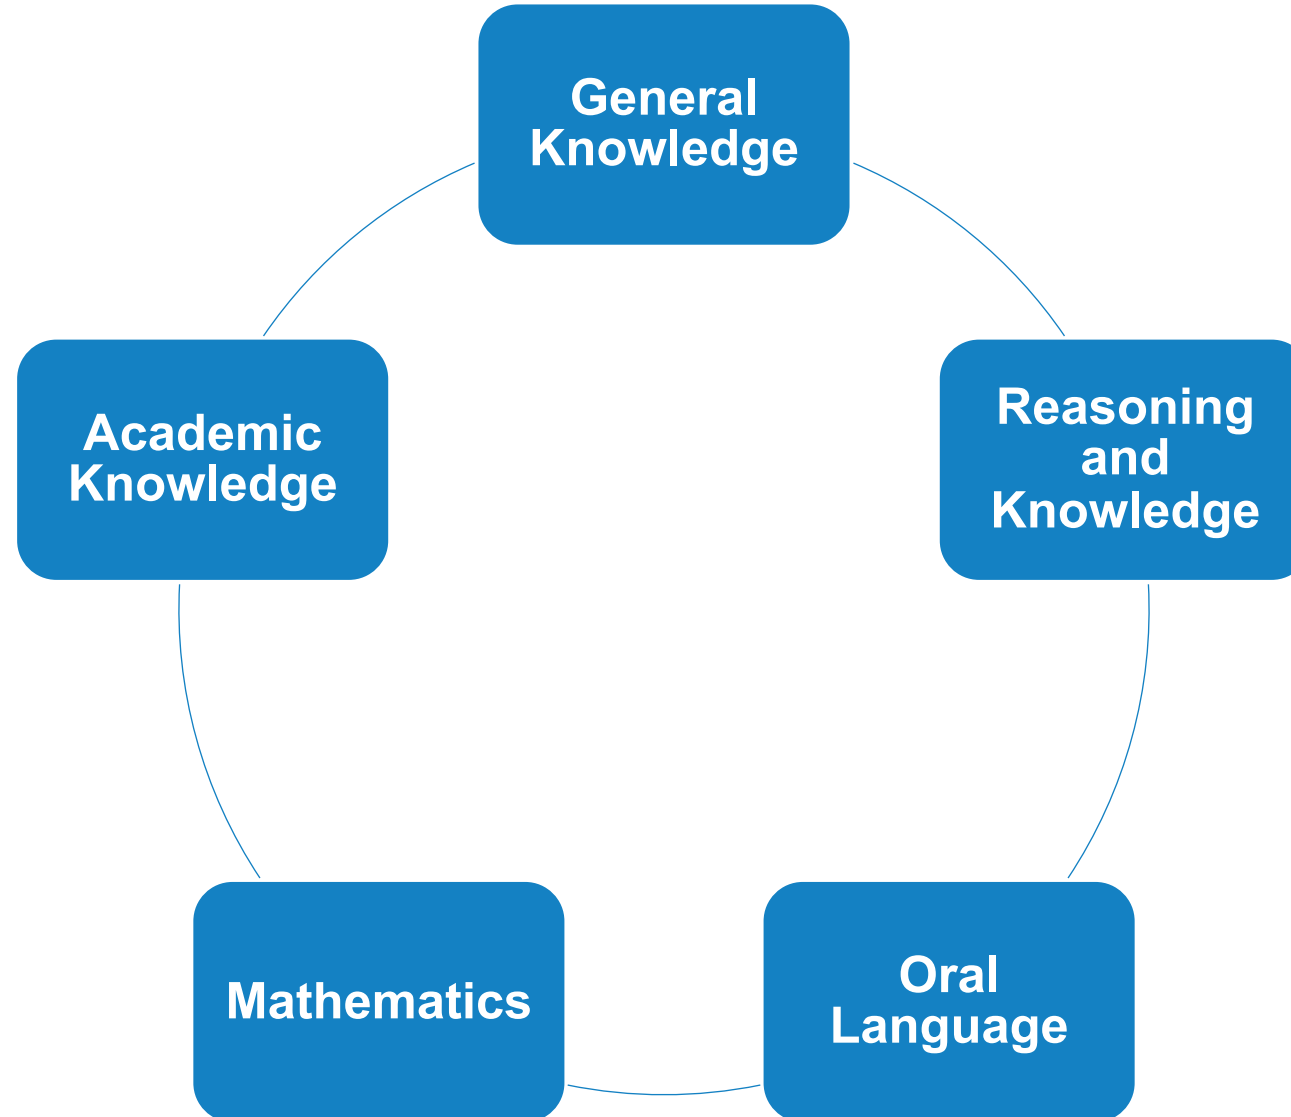 General
Knowledge
Reasoning
and
Knowledge
Oral
Language
Mathematics
Academic
Knowledge